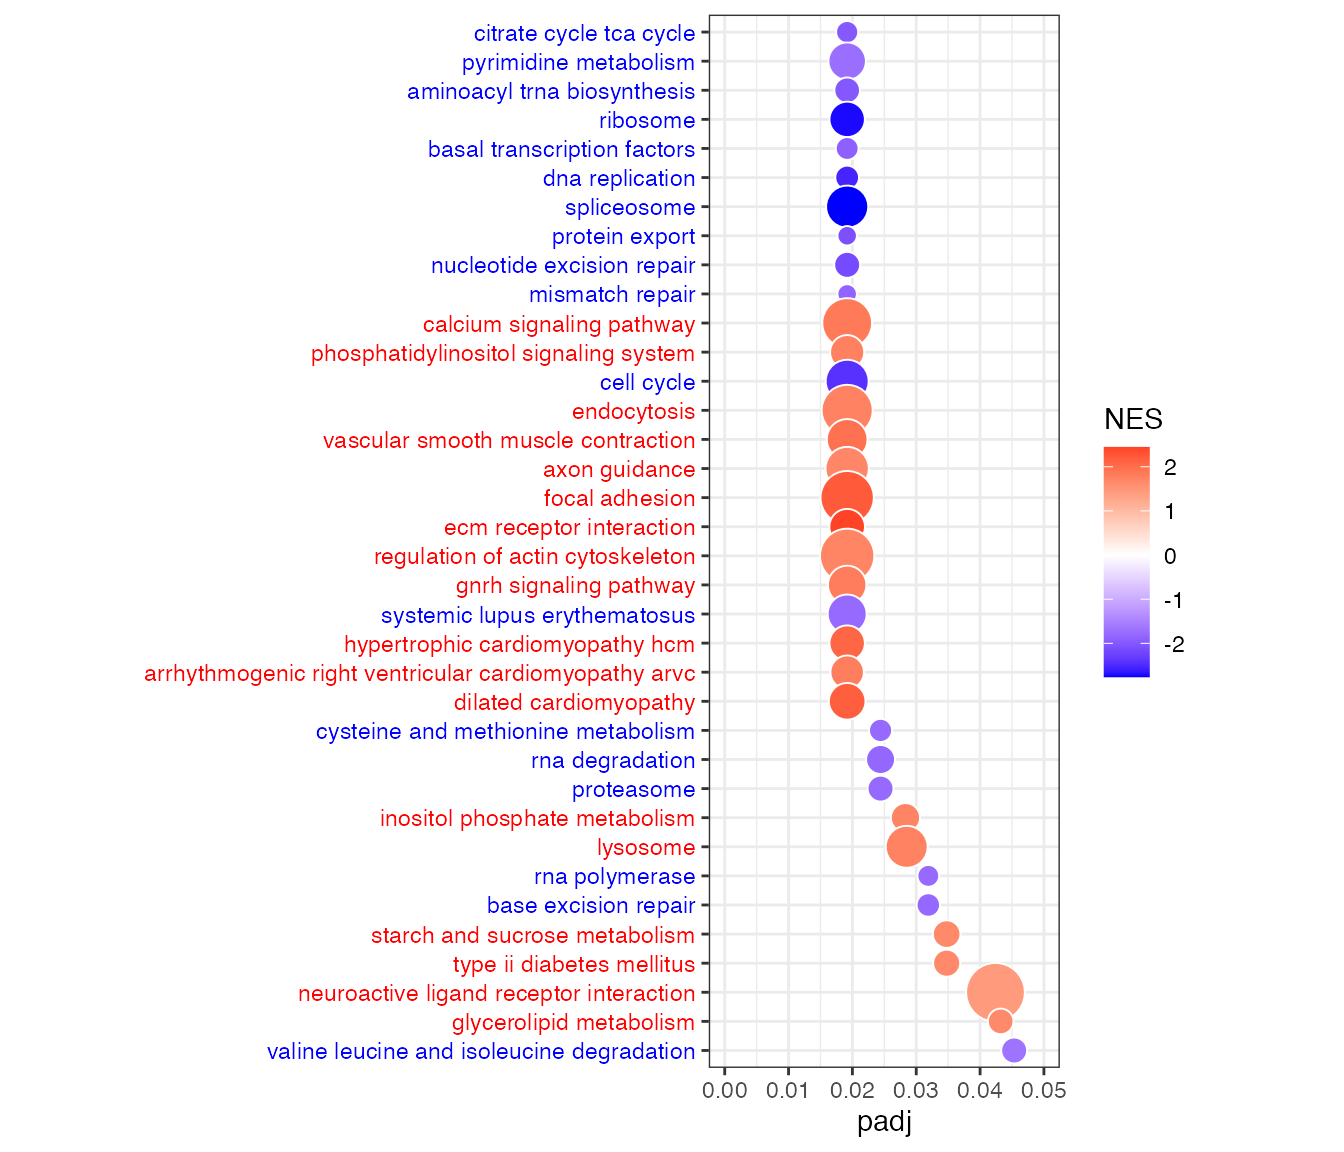 citrate cycle tca cycle
pyrimidine metabolism
aminoacyl trna biosynthesis
ribosome
basal transcription factors
dna replication
spliceosome
protein export
nucleotide excision repair
mismatch repair
calcium signaling pathway
phosphatidylinositol signaling system
cell cycle
endocytosis
vascular smooth muscle contraction
axon guidance
focal adhesion
ecm receptor interaction
regulation of actin cytoskeleton
gnrh signaling pathway
systemic lupus erythematosus
hypertrophic cardiomyopathy hcm
arrhythmogenic right ventricular cardiomyopathy arvc
dilated cardiomyopathy
cysteine and methionine metabolism
rna degradation
proteasome
inositol phosphate metabolism
lysosome
rna polymerase
base excision repair
starch and sucrose metabolism
type ii diabetes mellitus
neuroactive ligand receptor interaction
glycerolipid metabolism
valine leucine and isoleucine degradation
0.00 0.01 0.02 0.03 0.04 0.05
padj
NES
2
1
0
-1
-2